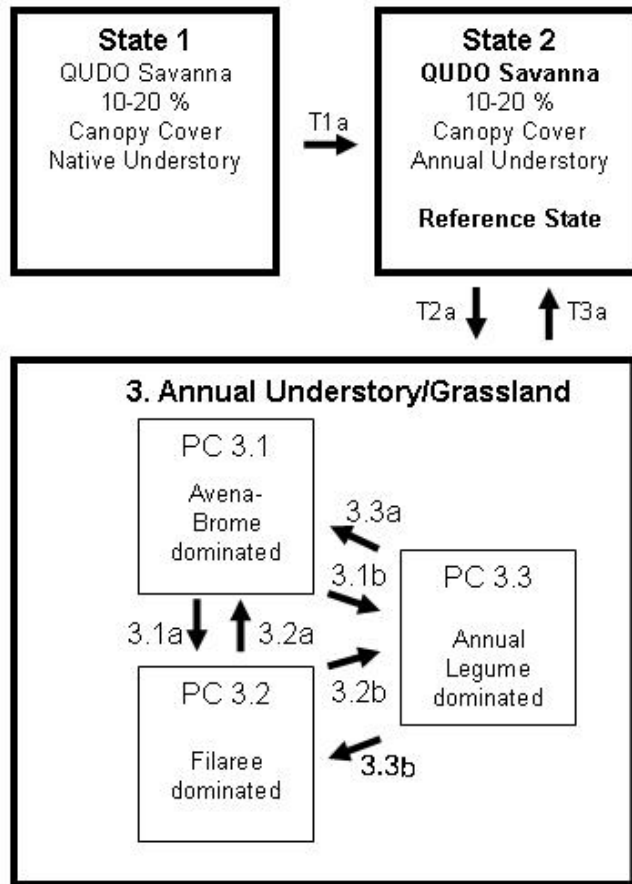 State 1
QUDO Savanna
10-20 %
Canopy Cover
Native Understory
T1a
State 2
QUDO Savanna
10-20 %
Canopy Cover
Annual Understory
Reference State
T2a
T3a
3. Annual Understory/Grassland
PC 3.1
Avena-
Brome
dominated
3.3a
3.1b
PC 3.3
Annual
Legume
dominated
3.1a
3.2a
3.2b
PC 3.2
Filaree
dominated
3.3b